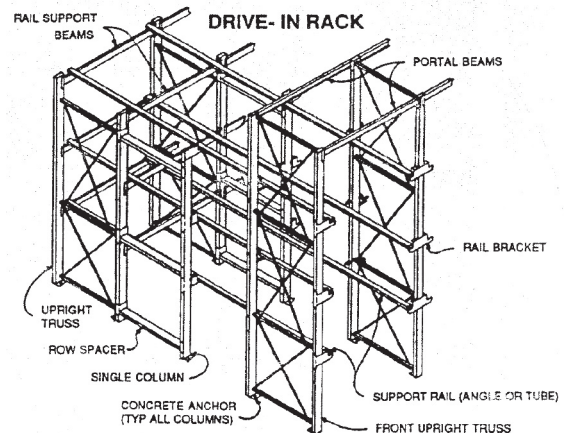 DRIVE- IN RACK
RAIL SUPPORT
BEAMS
PORTAL BEAMS
RAIL BRACKET
UPRIGHT
TRUSS
ROW SPACER
SINGLE COLUMN
CONCRETE ANCHOR
(TYP ALL COLUMNS)
SUPPORT RAIL (ANGLE OR TUBE)
FRONT UPRIGHT TRUSS